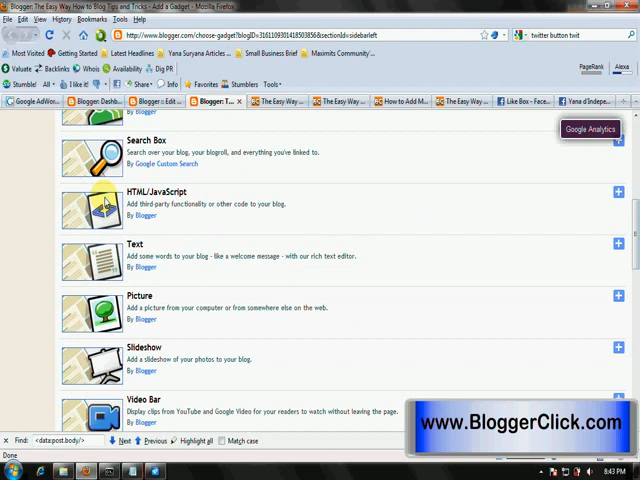 Blogger: The Easy Way How to Blog Tips and Tricks - Add a Gadget - Mozilla Firefox
Edit View History Bookmarks Tools Help
http://www.blogger.com/choose-gadget?blogID=3161109301418503856&sectionId=sidebarleft
twitter button twit
Most Visited Getting Started Latest Headlines Yana Suryana Articles... Small Business Brief Maximits Community...
Valuate Backlinks Whois Availability Dig PR
PageRank Alexa
Stumble! All I like it! Share Info Favorites Stumblers Tools
Google AdWor... Blogger: Dashb... Blogger :: Edit ... Blogger: T... The Easy Way ... The Easy Way ... How to Add M... The Easy Way ... Like Box - Face... Yana d'Indepe...
By Blogger
Google Analytics
Search Box
Search over your blog, your blogroll, and everything you've linked to.
By Google Custom Search
HTML/JavaScript
Add third-party functionality or other code to your blog.
By Blogger
Text
Add some words to your blog - like a welcome message - with our rich text editor.
By Blogger
Picture
Add a picture from your computer or from somewhere else on the web.
By Blogger
Slideshow
Add a slideshow of your photos to your blog.
By Blogger
Video Bar
Display clips from YouTube and Google Video for your readers to watch without leaving the page.
By Blogger
www.BloggerClick.com
Find: <data:post.body/> Next Previous Highlight all Match case
Done
8:43 PM